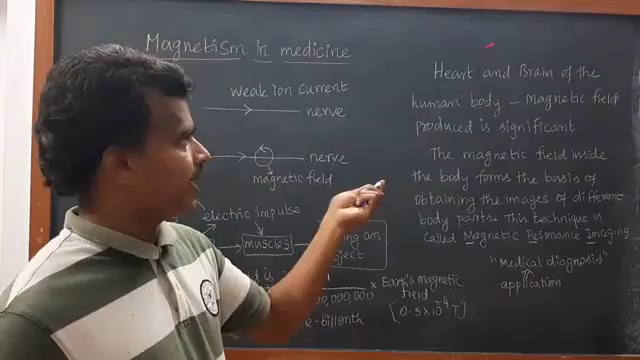 Magnetism in medicine
weak ion current
nerve
nerve
magnetic field
electric impulse
muscles
an
object
× Earth's magnetic
field
[0.5×10⁻⁴T]
Heart and Brain of the
human body – Magnetic field
produced is significant
The magnetic field inside
the body forms the basis of
obtaining the images of different
body parts. This technique is
called Magnetic Resonance Imaging
"Medical diagnosis"
application